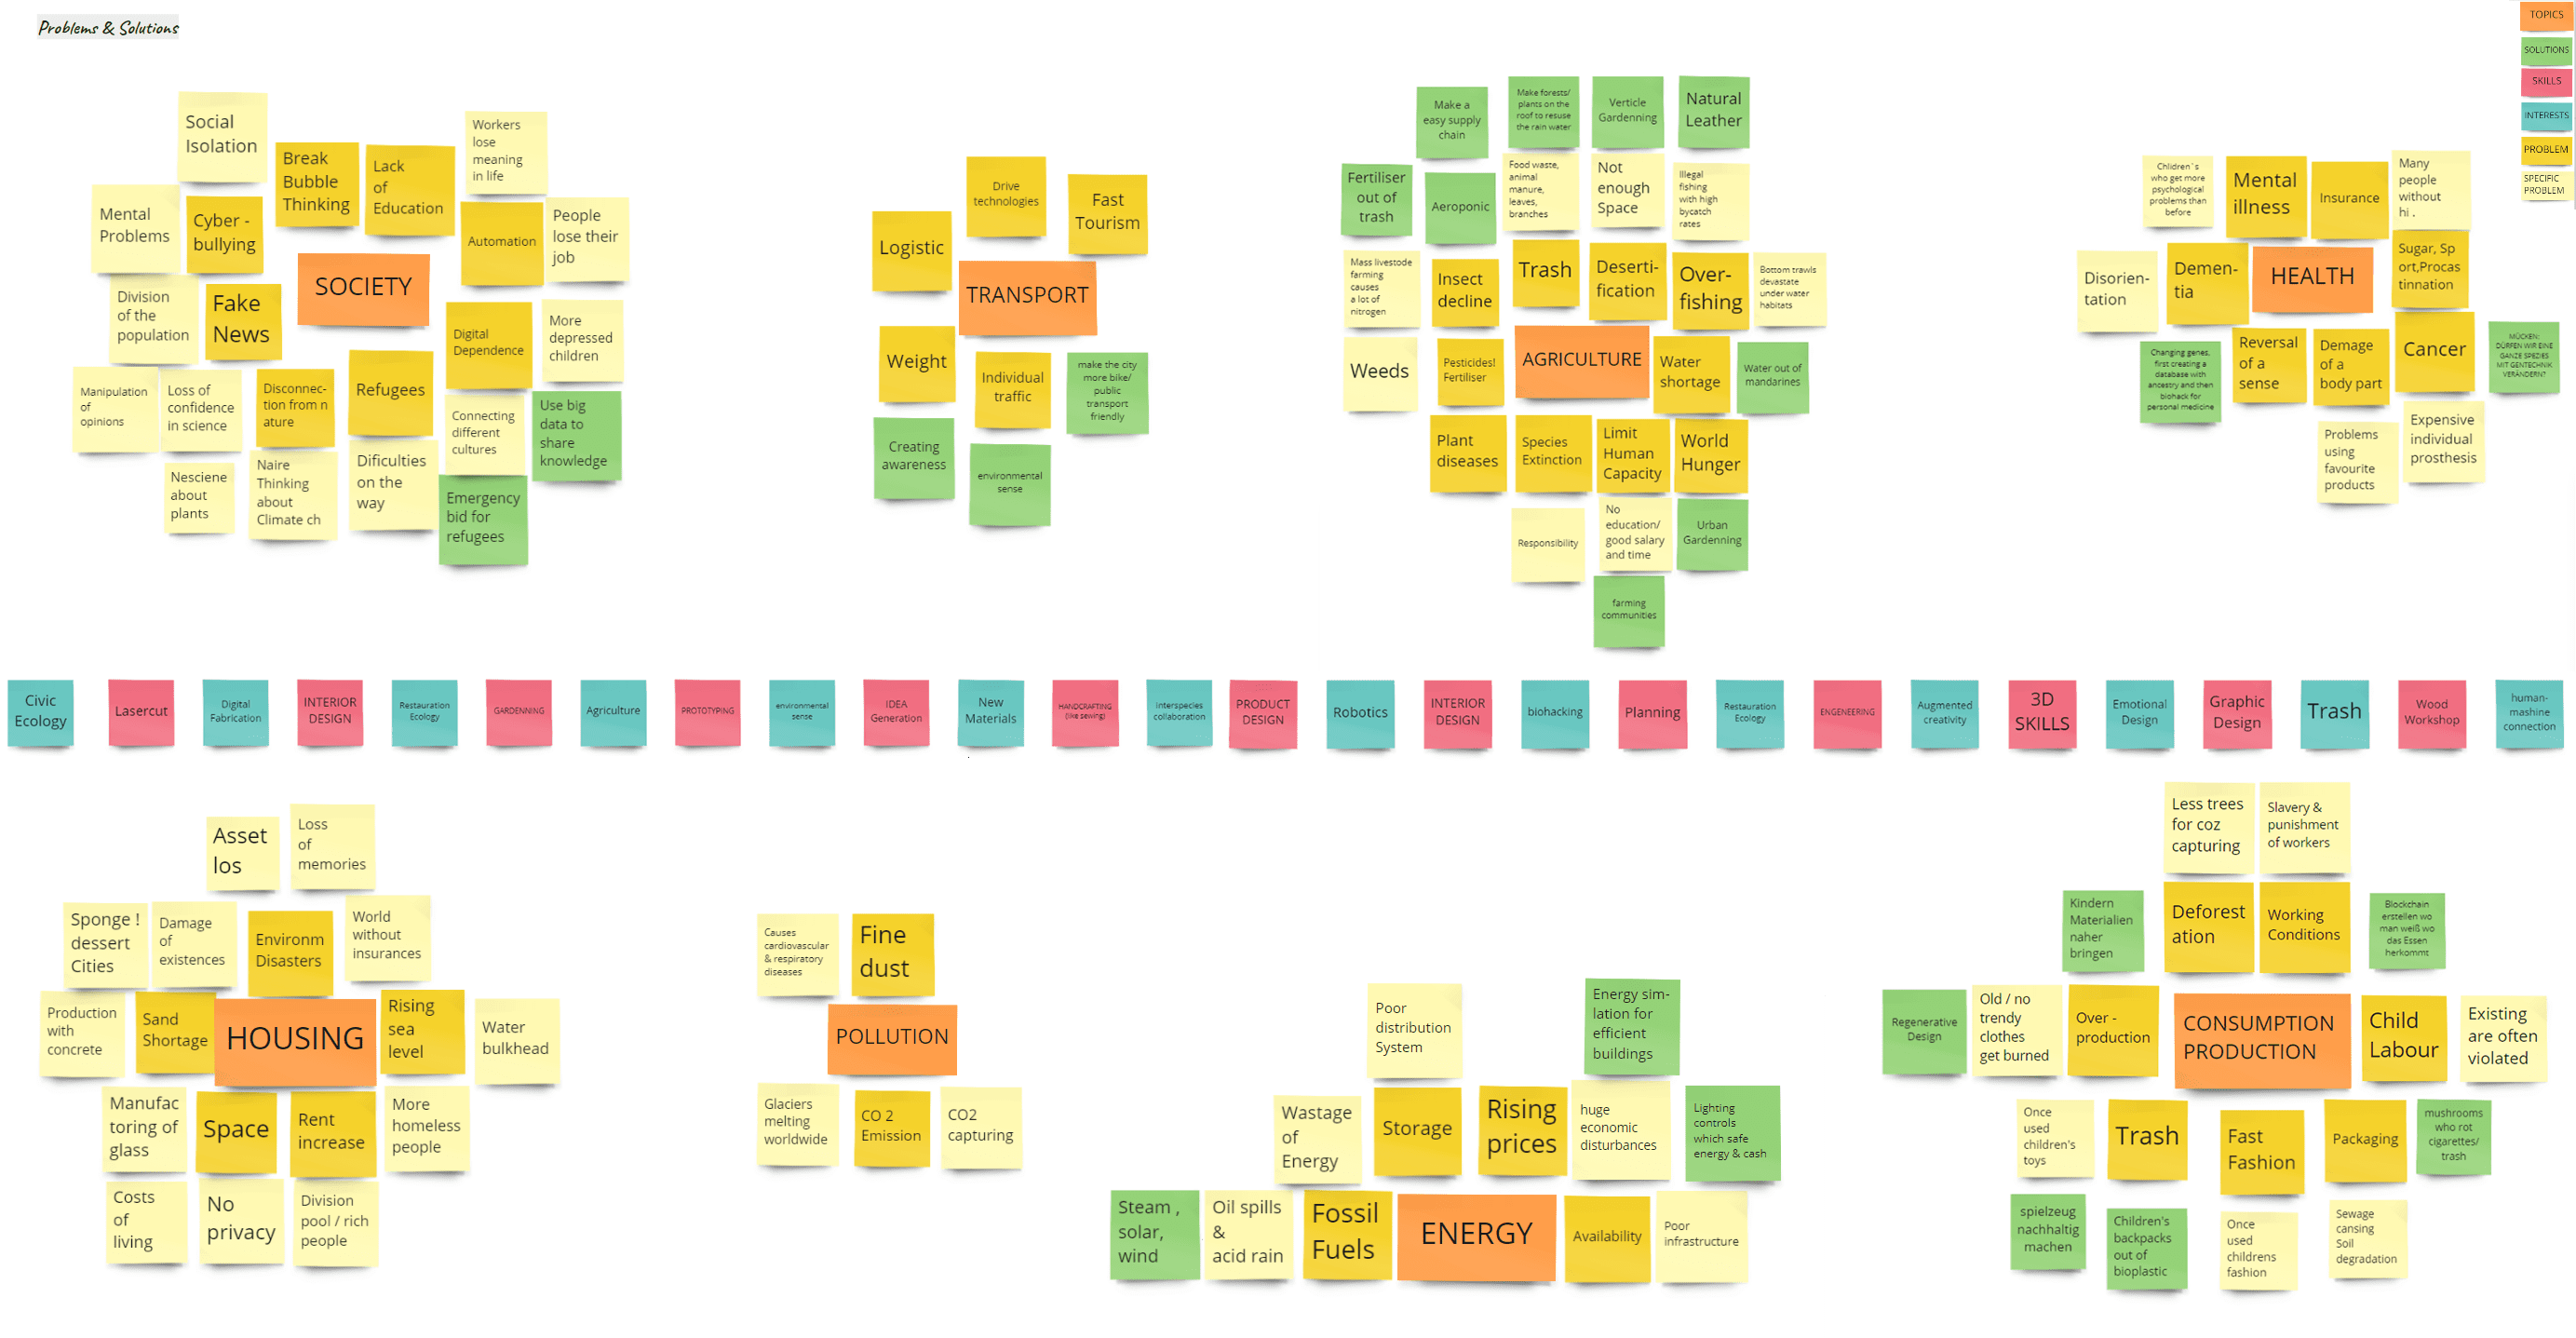 Problems & Solutions
TOPICS
SOLUTIONS
SKILLS
INTERESTS
PROBLEM
SPECIFIC
PROBLEM
Social
Isolation
Break
Bubble
Thinking
Lack
of
Education
Workers
lose
meaning
in life
Mental
Problems
Cyber -
bullying
Automation
People
lose their
job
SOCIETY
Division
of the
population
Fake
News
Digital
Dependence
More
depressed
children
Manipulation
of
opinions
Loss of
confidence
in science
Disconnec-
tion from n
ature
Refugees
Connecting
different
cultures
Use big
data to
share
knowledge
Nesciene
about
plants
Naire
Thinking
about
Climate ch
Dificulties
on the
way
Emergency
bid for
refugees
Drive
technologies
Fast
Tourism
Logistic
TRANSPORT
Weight
Individual
traffic
make the city
more bike/
public
transport
friendly
Creating
awareness
environmental
sense
Make a
easy supply
chain
Make forests/
plants on the
roof to resuse
the rain water
Verticle
Gardenning
Natural
Leather
Fertiliser
out of
trash
Aeroponic
Food waste,
animal
manure,
leaves,
branches
Not
enough
Space
Illegal
fishing
with high
bycatch
rates
Mass livestode
farming
causes
a lot of
nitrogen
Insect
decline
Trash
Deserti-
fication
Over-
fishing
Bottom trawls
devastate
under water
habitats
Weeds
Pesticides!
Fertiliser
AGRICULTURE
Water
shortage
Water out of
mandarines
Plant
diseases
Species
Extinction
Limit
Human
Capacity
World
Hunger
Responsibility
No
education/
good salary
and time
Urban
Gardenning
farming
communities
Children´s
who get more
psychological
problems than
before
Mental
illness
Insurance
Many
people
without
hi .
Disorien-
tation
Demen-
tia
HEALTH
Sugar, Sp
ort,Procas
tinnation
Changing genes,
first creating a
database with
ancestry and then
biohack for
personal medicine
Reversal
of a
sense
Demage
of a
body part
Cancer
MÜCKEN:
DÜRFEN WIR EINE
GANZE SPEZIES
MIT GENTECHNIK
VERÄNDERN?
Problems
using
favourite
products
Expensive
individual
prosthesis
Civic
Ecology
Lasercut
Digital
Fabrication
INTERIOR
DESIGN
Restauration
Ecology
GARDENNING
Agriculture
PROTOTYPING
environmental
sense
IDEA
Generation
New
Materials
HANDCRAFTING
(like sewing)
Interspecies
collaboration
PRODUCT
DESIGN
Robotics
INTERIOR
DESIGN
biohacking
Planning
Restauration
Ecology
ENGENEERING
Augmented
creativity
3D
SKILLS
Emotional
Design
Graphic
Design
Trash
Wood
Workshop
human-
mashine
connection
Asset
los
Loss
of
memories
Sponge !
dessert
Cities
Damage
of
existences
Environm
Disasters
World
without
insurances
Production
with
concrete
Sand
Shortage
HOUSING
Rising
sea
level
Water
bulkhead
Manufac
toring of
glass
Space
Rent
increase
More
homeless
people
Costs
of
living
No
privacy
Division
pool / rich
people
Causes
cardiovascular
& respiratory
diseases
Fine
dust
POLLUTION
Glaciers
melting
worldwide
CO 2
Emission
CO2
capturing
Poor
distribution
System
Energy sim-
lation for
efficient
buildings
Wastage
of
Energy
Storage
Rising
prices
huge
economic
disturbances
Lighting
controls
which safe
energy & cash
Steam ,
solar,
wind
Oil spills
&
acid rain
Fossil
Fuels
ENERGY
Availability
Poor
infrastructure
Less trees
for coz
capturing
Slavery &
punishment
of workers
Kindern
Materialien
naher
bringen
Deforest
ation
Working
Conditions
Blockchain
erstellen wo
man weiß wo
das Essen
herkommt
Regenerative
Design
Old / no
trendy
clothes
get burned
Over -
production
CONSUMPTION
PRODUCTION
Child
Labour
Existing
are often
violated
Once
used
children's
toys
Trash
Fast
Fashion
Packaging
mushrooms
who rot
cigarettes/
trash
spielzeug
nachhaltig
machen
Children's
backpacks
out of
bioplastic
Once
used
childrens
fashion
Sewage
cansing
Soil
degradation